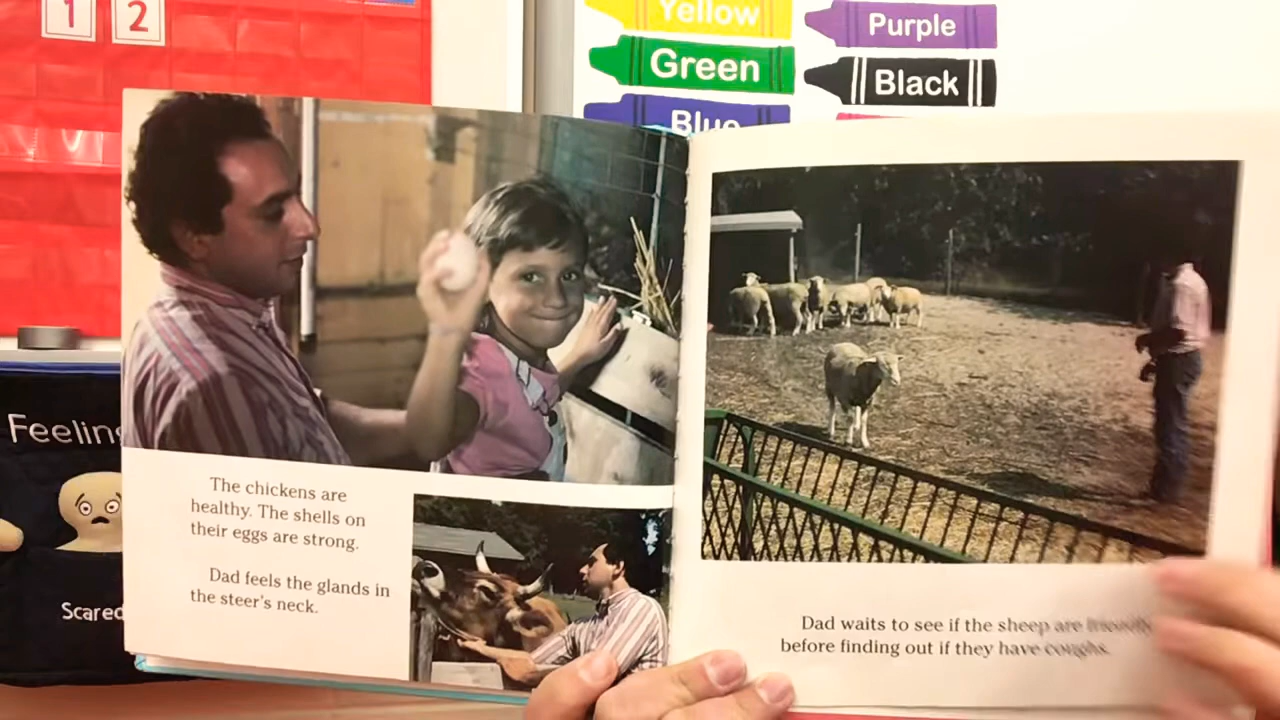 1 2
Yellow
Purple
Green
Black
Blue
Feelin
Scared
The chickens are
healthy. The shells on
their eggs are strong.
Dad feels the glands in
the steer's neck.
Dad waits to see if the sheep are friendly
before finding out if they have coughs.